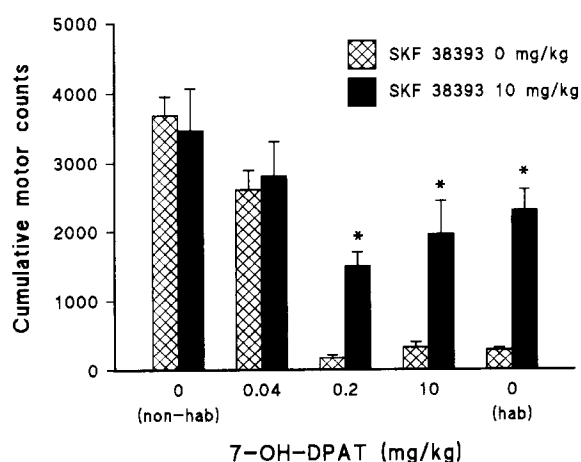 SKF 38393 0 mg/kg
SKF 38393 10 mg/kg
Cumulative motor counts
5000
4000
3000
2000
1000
0
* * *
0 0.04 0.2 10 0
(non-hab) (hab)
7-OH-DPAT (mg/kg)